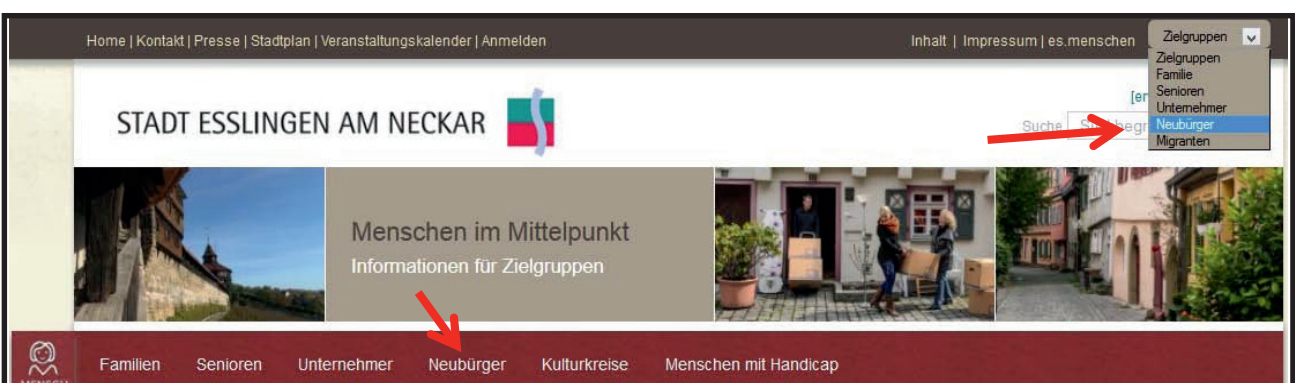 Home | Kontakt | Presse | Stadtplan | Veranstaltungskalender | Anmelden
Inhalt | Impressum | es.menschen
Zielgruppen
Zielgruppen
Familie
Senioren
Unternehmer
Neubürger
Migranten
STADT ESSLINGEN AM NECKAR
Suche
Menschen im Mittelpunkt
Informationen für Zielgruppen
Familien Senioren Unternehmer Neubürger Kulturkreise Menschen mit Handicap